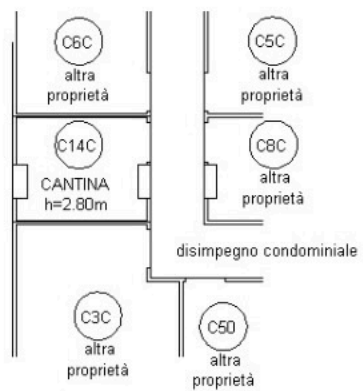 C6C
altra
proprietà
C5C
altra
proprietà
C14C
CANTINA
h=2.80m
C8C
altra
proprietà
disimpegno condominiale
C3C
altra
proprietà
C50
altra
proprietà